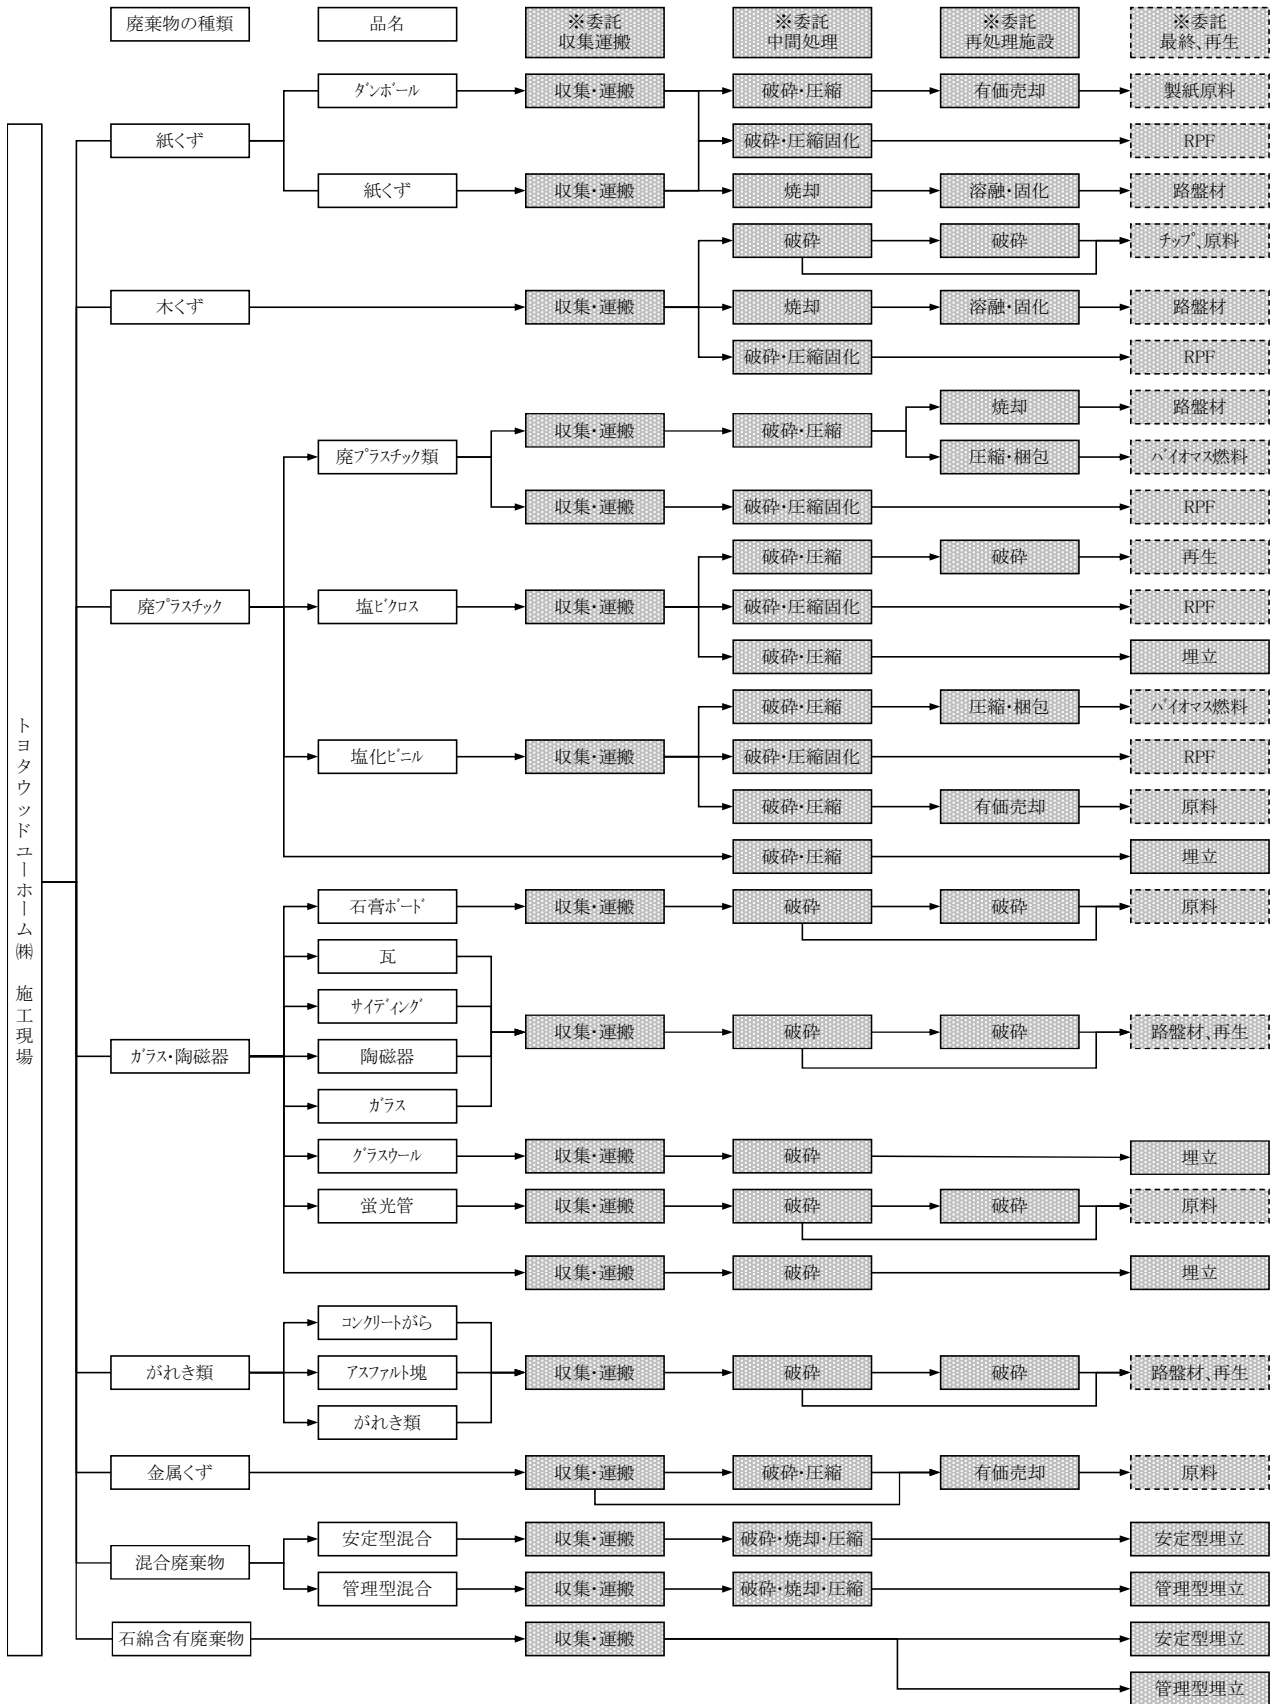 廃棄物の種類
品名
※委託
収集運搬
※委託
中間処理
※委託
再処理施設
※委託
最終、再生
ダンボール
収集・運搬
破砕・圧縮
有価売却
製紙原料
紙くず
破砕・圧縮固化
RPF
紙くず
収集・運搬
焼却
溶融・固化
路盤材
破砕
破砕
チップ、原料
木くず
収集・運搬
焼却
溶融・固化
路盤材
破砕・圧縮固化
RPF
焼却
路盤材
収集・運搬
破砕・圧縮
廃プラスチック類
圧縮・梱包
バイオマス燃料
収集・運搬
破砕・圧縮固化
RPF
破砕・圧縮
破砕
再生
廃プラスチック
塩ビクロス
収集・運搬
破砕・圧縮固化
RPF
破砕・圧縮
埋立
破砕・圧縮
圧縮・梱包
バイオマス燃料
塩化ビニル
収集・運搬
破砕・圧縮固化
RPF
破砕・圧縮
有価売却
原料
破砕・圧縮
埋立
トヨタウッドユーホーム㈱　施工現場
石膏ボード
収集・運搬
破砕
破砕
原料
瓦
サイディング
収集・運搬
破砕
破砕
路盤材、再生
ガラス・陶磁器
陶磁器
ガラス
グラスウール
収集・運搬
破砕
埋立
蛍光管
収集・運搬
破砕
破砕
原料
収集・運搬
破砕
埋立
コンクリートがら
がれき類
アスファルト塊
収集・運搬
破砕
破砕
路盤材、再生
がれき類
金属くず
収集・運搬
破砕・圧縮
有価売却
原料
安定型混合
収集・運搬
破砕・焼却・圧縮
安定型埋立
混合廃棄物
管理型混合
収集・運搬
破砕・焼却・圧縮
管理型埋立
石綿含有廃棄物
収集・運搬
安定型埋立
管理型埋立